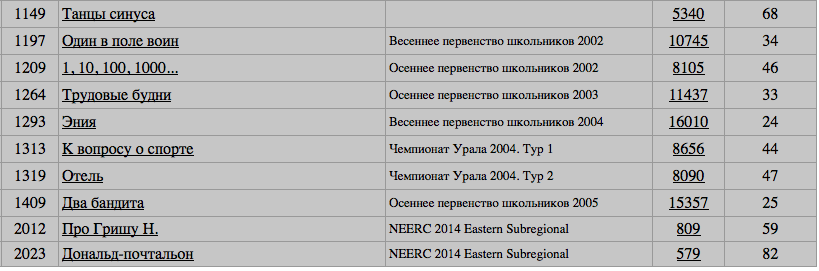 1149 Танцы синуса 5340 68
1197 Один в поле воин Весеннее первенство школьников 2002 10745 34
1209 1, 10, 100, 1000... Осеннее первенство школьников 2002 8105 46
1264 Трудовые будни Осеннее первенство школьников 2003 11437 33
1293 Эния Весеннее первенство школьников 2004 16010 24
1313 К вопросу о спорте Чемпионат Урала 2004. Тур 1 8656 44
1319 Отель Чемпионат Урала 2004. Тур 2 8090 47
1409 Два бандита Осеннее первенство школьников 2005 15357 25
2012 Про Гришу Н. NEERC 2014 Eastern Subregional 809 59
2023 Дональд-почтальон NEERC 2014 Eastern Subregional 579 82